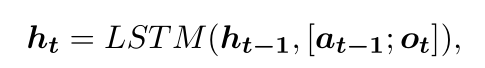 h_t = LSTM(h_{t-1}, [a_{t-1}; o_t]),